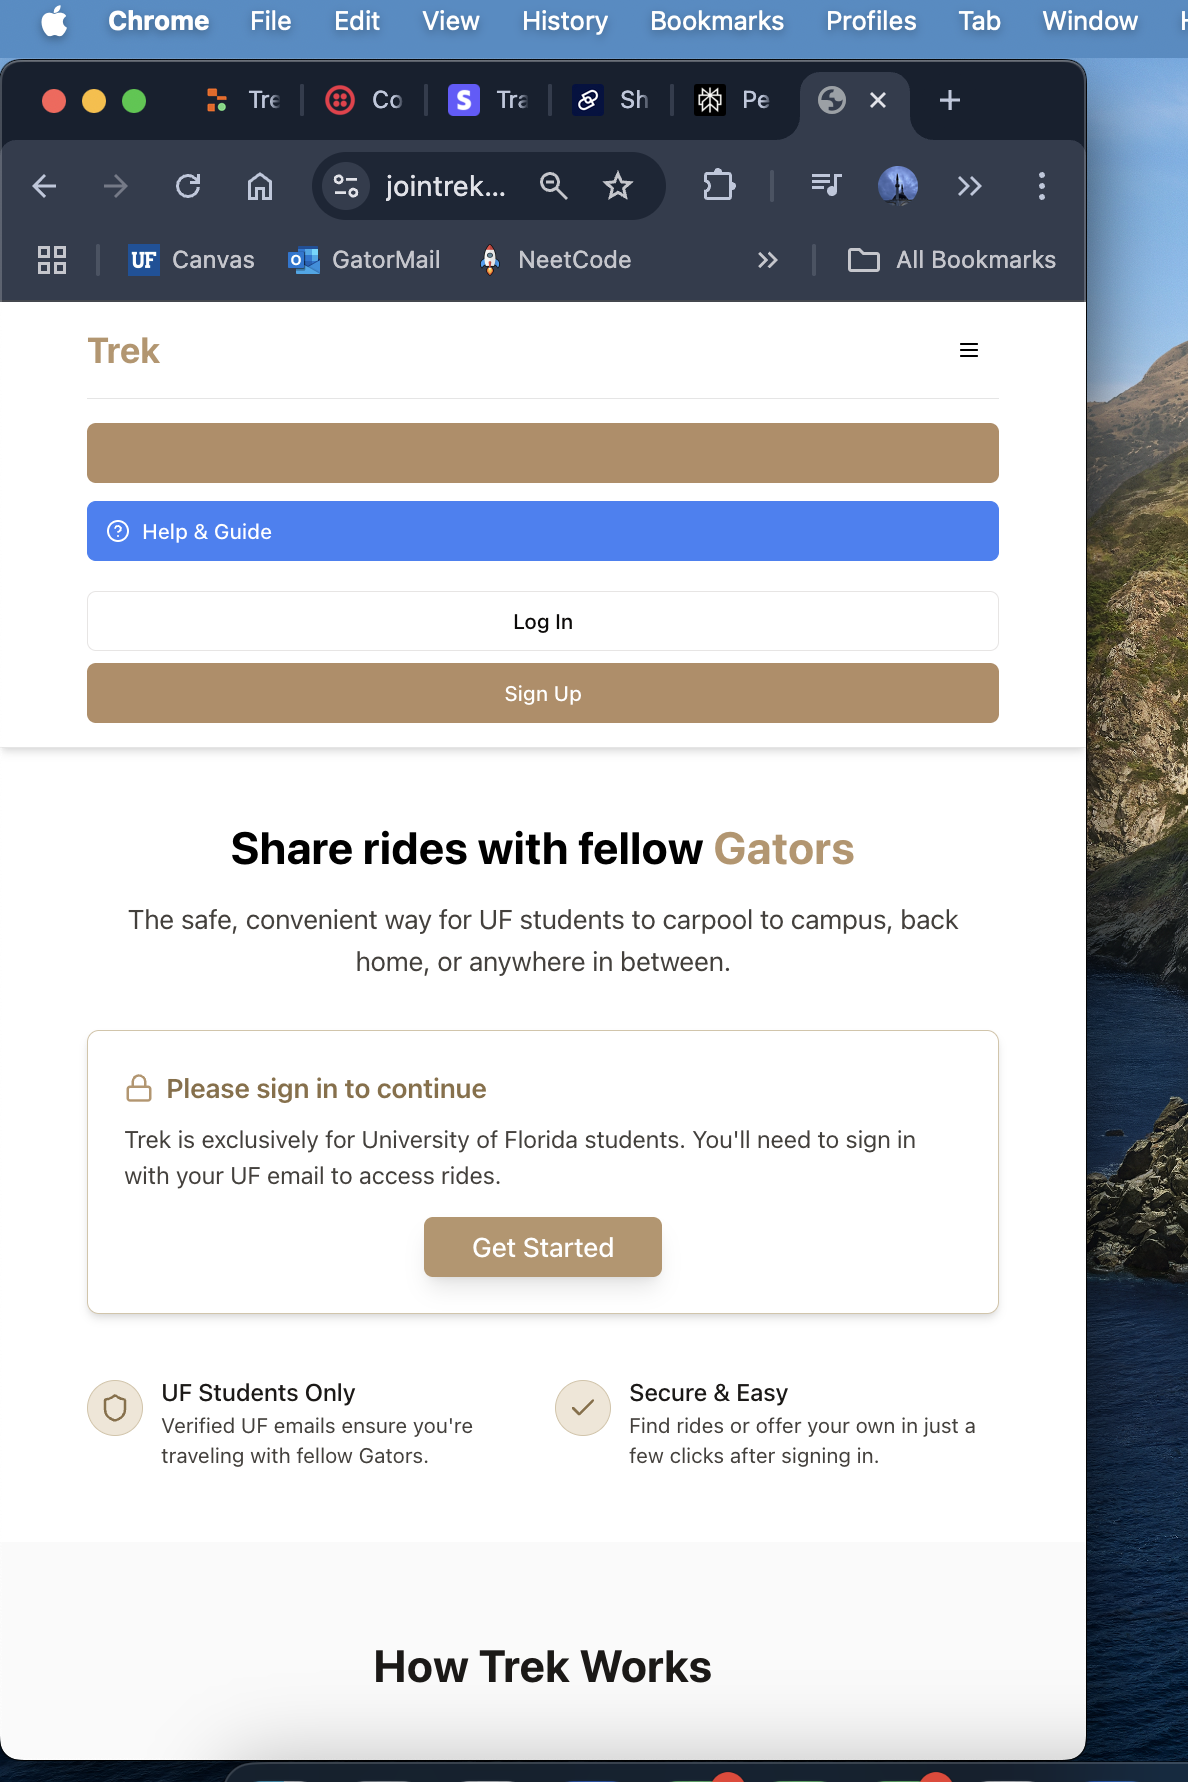 Chrome File Edit View History Bookmarks Profiles Tab Window
Tre Co S Tra Sh Pe
jointrek...
UF Canvas GatorMail NeetCode All Bookmarks
Trek
Help & Guide
Log In
Sign Up
Share rides with fellow Gators
The safe, convenient way for UF students to carpool to campus, back
home, or anywhere in between.
Please sign in to continue
Trek is exclusively for University of Florida students. You'll need to sign in
with your UF email to access rides.
Get Started
UF Students Only
Verified UF emails ensure you're
traveling with fellow Gators.
Secure & Easy
Find rides or offer your own in just a
few clicks after signing in.
How Trek Works